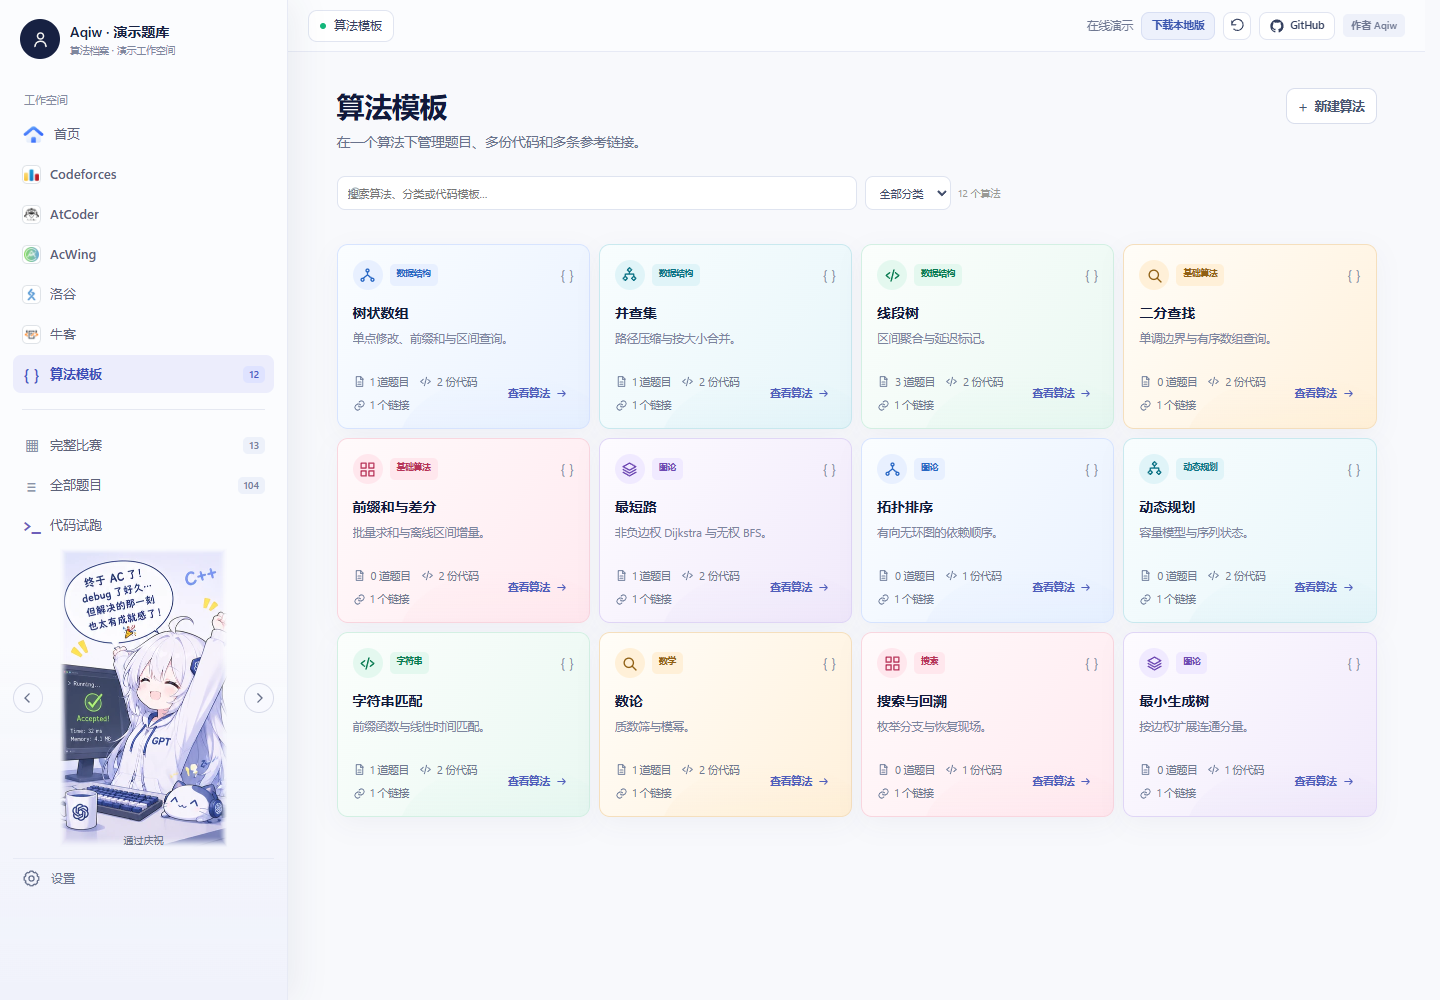 Aqiw · 演示题库
算法档案 · 演示工作空间
工作空间
首页
Codeforces
AtCoder
AcWing
洛谷
牛客
{ } 算法模板 12
完整比赛 13
全部题目 104
>_ 代码试跑
终于 AC 了!
debug 了好久...
但解决的那一刻
也太有成就感了!
C++
> Running...
Accepted!
Time: 32 ms
Memory: 4.1 MB
GPT
通过庆祝
设置
算法模板
在线演示
下载本地版
GitHub
作者 Aqiw
算法模板
+ 新建算法
在一个算法下管理题目、多份代码和多条参考链接。
搜索算法、分类或代码模板...
全部分类
12 个算法
数据结构 { }
树状数组
单点修改、前缀和与区间查询。
1 道题目 </> 2 份代码
查看算法 →
1 个链接
数据结构 { }
并查集
路径压缩与按大小合并。
1 道题目 </> 2 份代码
查看算法 →
1 个链接
</> 数据结构 { }
线段树
区间聚合与延迟标记。
3 道题目 </> 2 份代码
查看算法 →
1 个链接
基础算法 { }
二分查找
单调边界与有序数组查询。
0 道题目 </> 2 份代码
查看算法 →
1 个链接
基础算法 { }
前缀和与差分
批量求和与离线区间增量。
0 道题目 </> 2 份代码
查看算法 →
1 个链接
图论 { }
最短路
非负边权 Dijkstra 与无权 BFS。
1 道题目 </> 2 份代码
查看算法 →
1 个链接
图论 { }
拓扑排序
有向无环图的依赖顺序。
0 道题目 </> 1 份代码
查看算法 →
1 个链接
动态规划 { }
动态规划
容量模型与序列状态。
0 道题目 </> 2 份代码
查看算法 →
1 个链接
</> 字符串 { }
字符串匹配
前缀函数与线性时间匹配。
1 道题目 </> 2 份代码
查看算法 →
1 个链接
数学 { }
数论
质数筛与模幂。
1 道题目 </> 2 份代码
查看算法 →
1 个链接
搜索 { }
搜索与回溯
枚举分支与恢复现场。
0 道题目 </> 1 份代码
查看算法 →
1 个链接
图论 { }
最小生成树
按边权扩展连通分量。
0 道题目 </> 1 份代码
查看算法 →
1 个链接